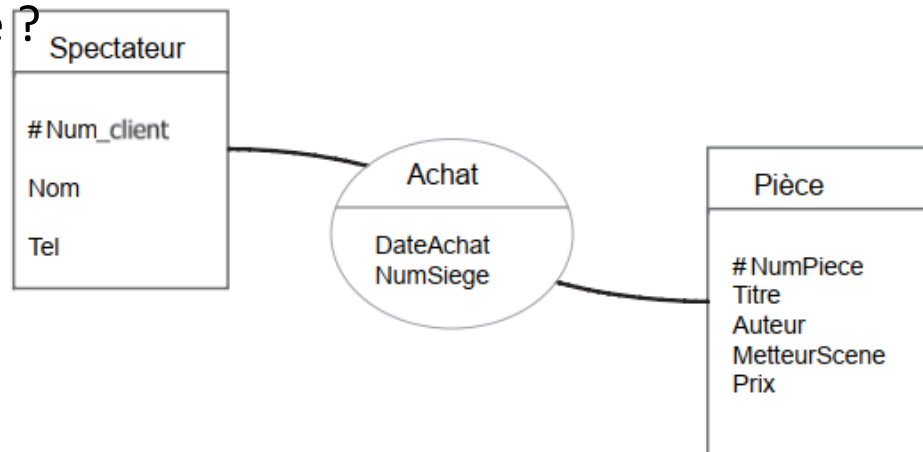 e ?
Spectateur
#Num_client
Nom
Tel
Achat
DateAchat
NumSiege
Pièce
#NumPiece
Titre
Auteur
MetteurScene
Prix